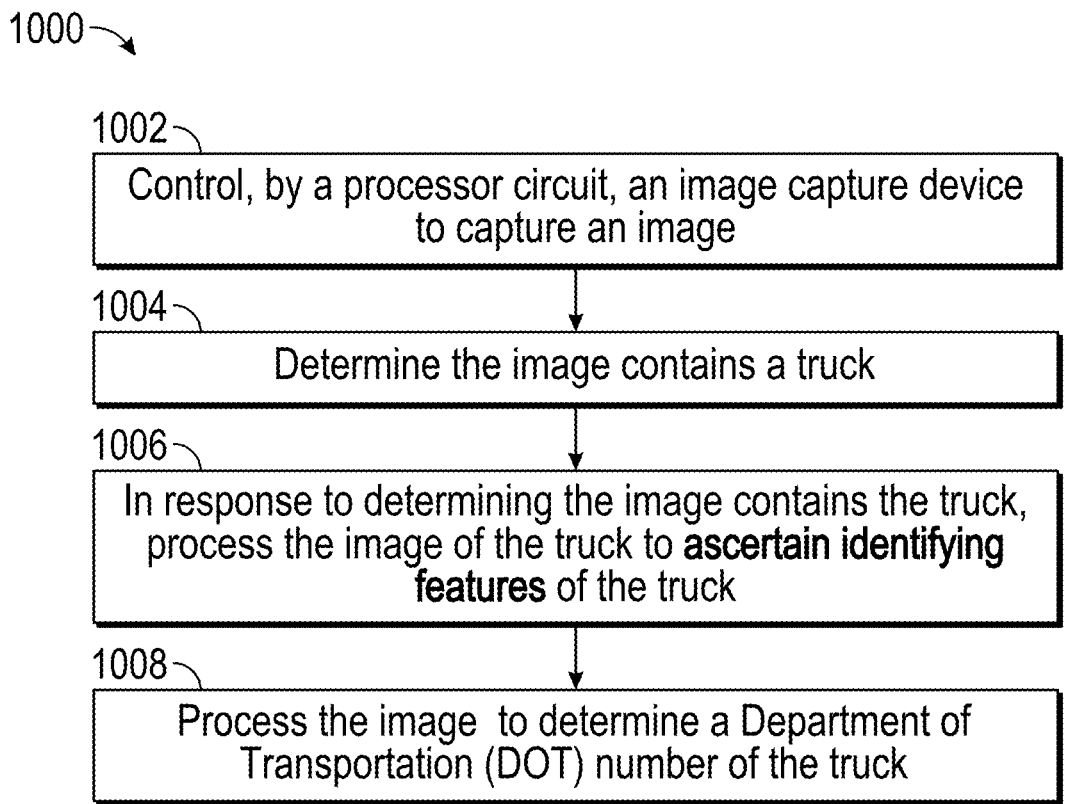 1000
1002
Control, by a processor circuit, an image capture device
to capture an image
1004
Determine the image contains a truck
1006
In response to determining the image contains the truck,
process the image of the truck to ascertain identifying
features of the truck
1008
Process the image to determine a Department of
Transportation (DOT) number of the truck